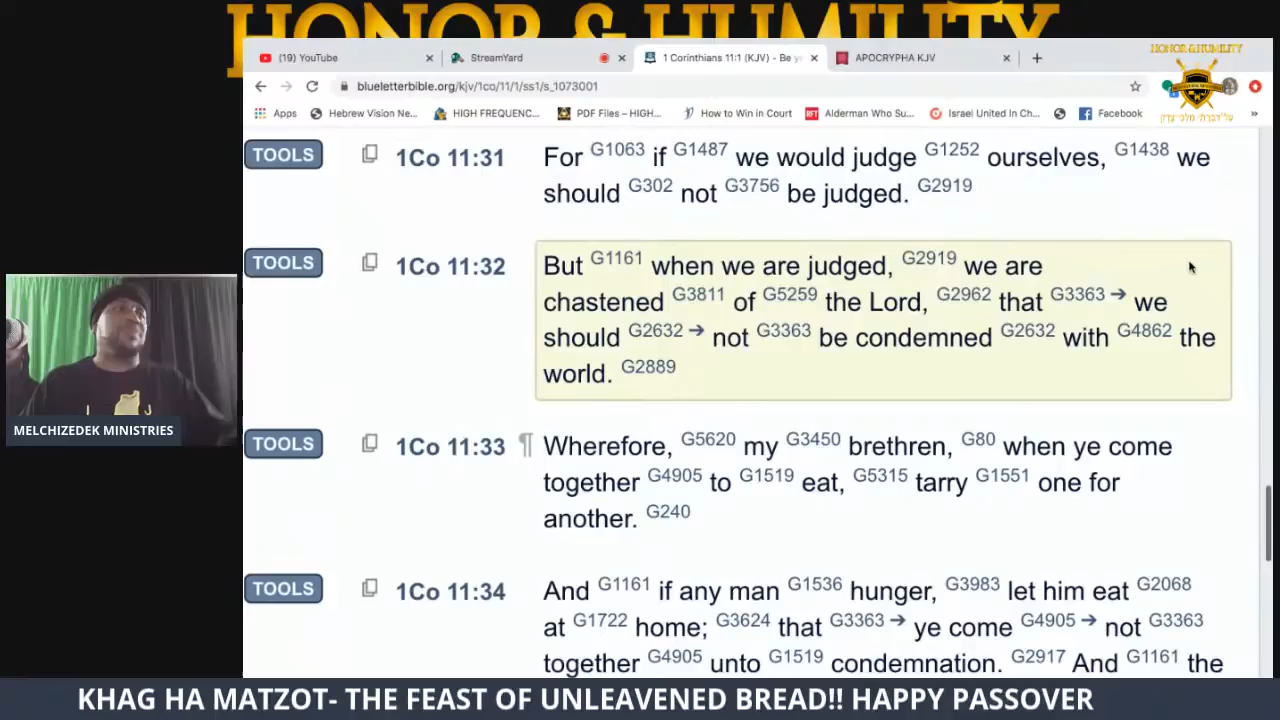 HONOR & HUMILITY
(19) YouTube
StreamYard
1 Corinthians 11:1 (KJV) - Be ye
APOCRYPHA KJV
HONOR & HUMILITY
blueletterbible.org/kjv/1co/11/1/ss1/s_1073001
Apps
Hebrew Vision Ne...
HIGH FREQUENC...
PDF Files – HIGH...
How to Win in Court
RFT
Alderman Who Su...
Israel United In Ch...
Facebook
»
TOOLS
1Co 11:31
For G1063 if G1487 we would judge G1252 ourselves, G1438 we
should G302 not G3756 be judged. G2919
TOOLS
1Co 11:32
But G1161 when we are judged, G2919 we are
chastened G3811 of G5259 the Lord, G2962 that G3363 → we
should G2632 → not G3363 be condemned G2632 with G4862 the
world. G2889
TOOLS
1Co 11:33
¶ Wherefore, G5620 my G3450 brethren, G80 when ye come
together G4905 to G1519 eat, G5315 tarry G1551 one for
another. G240
TOOLS
1Co 11:34
And G1161 if any man G1536 hunger, G3983 let him eat G2068
at G1722 home; G3624 that G3363 → ye come G4905 → not G3363
together G4905 unto G1519 condemnation. G2917 And G1161 the
MELCHIZEDEK MINISTRIES
KHAG HA MATZOT- THE FEAST OF UNLEAVENED BREAD!! HAPPY PASSOVER